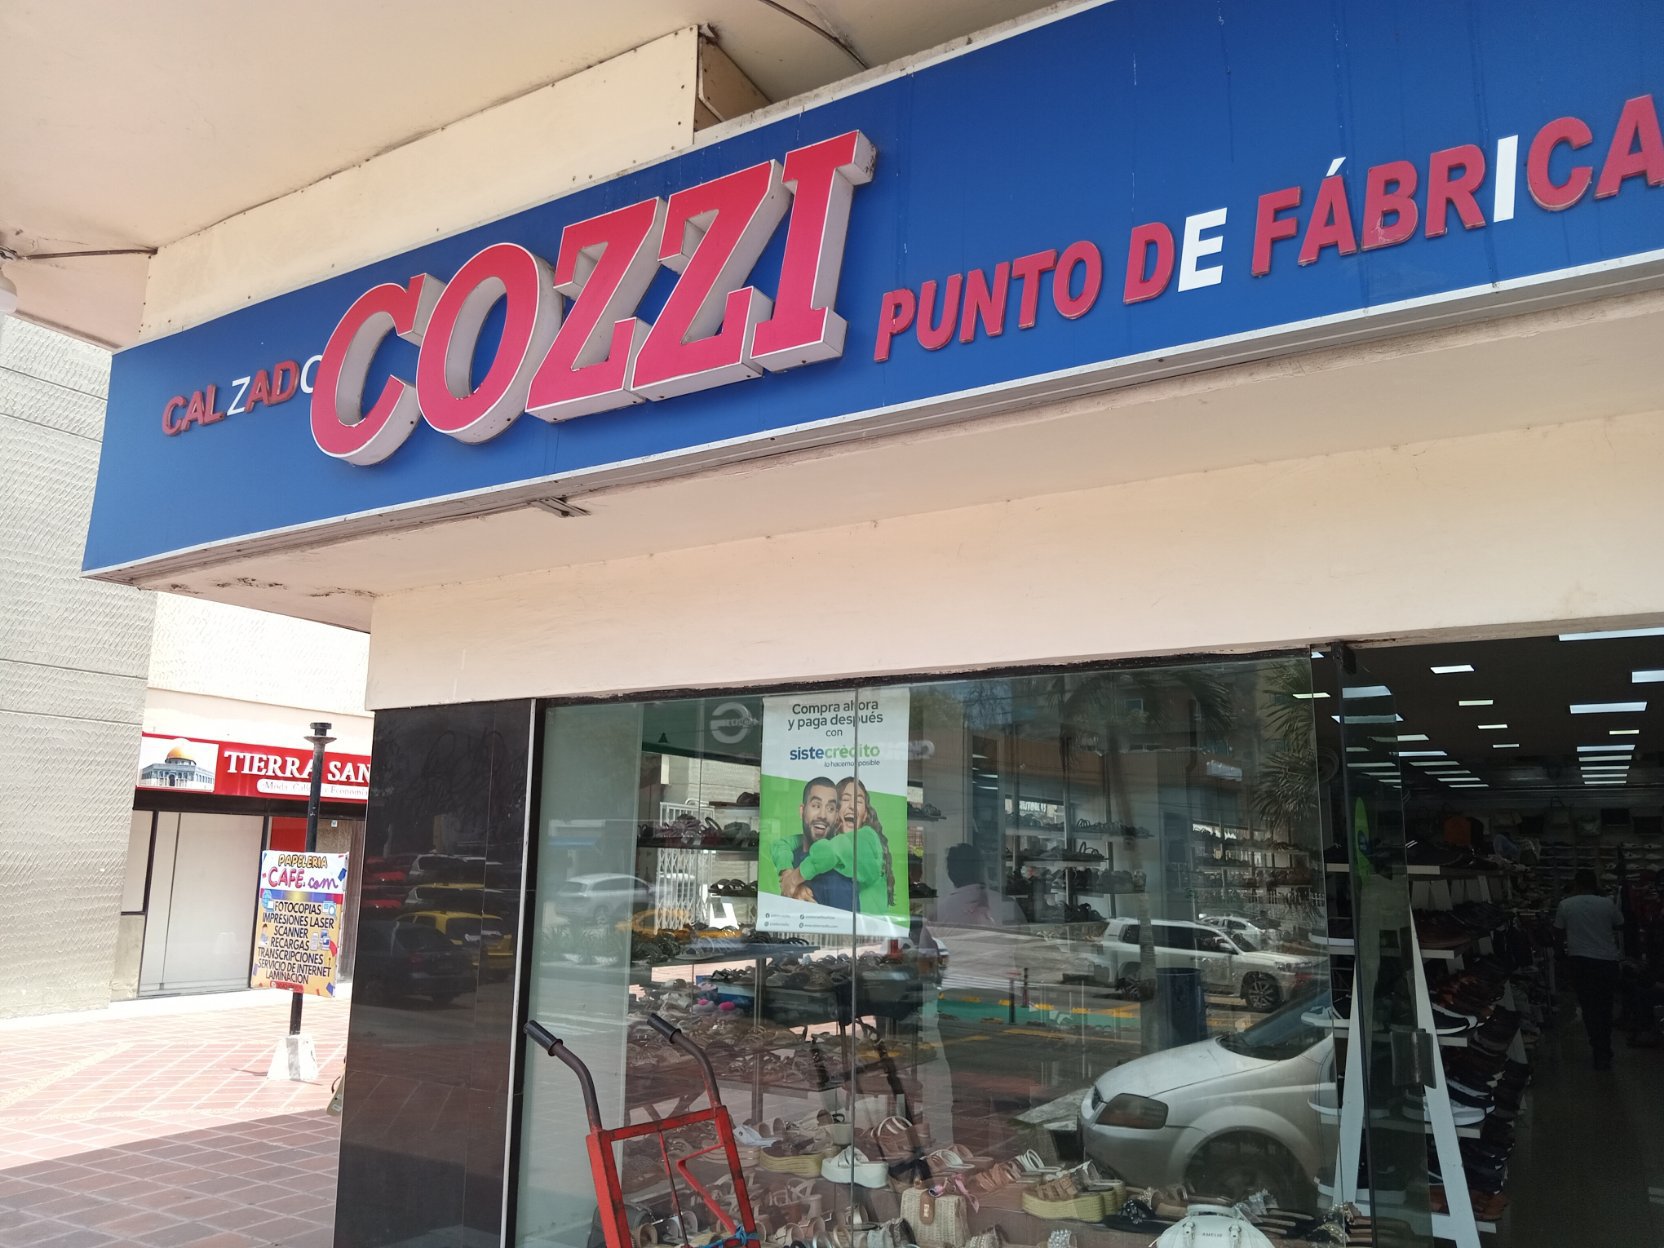 CALZADO COZZI PUNTO DE FÁBRICA
Compra ahora
y paga después
con
sistecrédito
lo hacemos posible
TIERRA SAN
PAPELERIA
CAFE.com
FOTOCOPIAS
IMPRESIONES LASER
SCANNER
RECARGAS
TRANSCRIPCIONES
SERVICIO DE INTERNET
LAMINACION